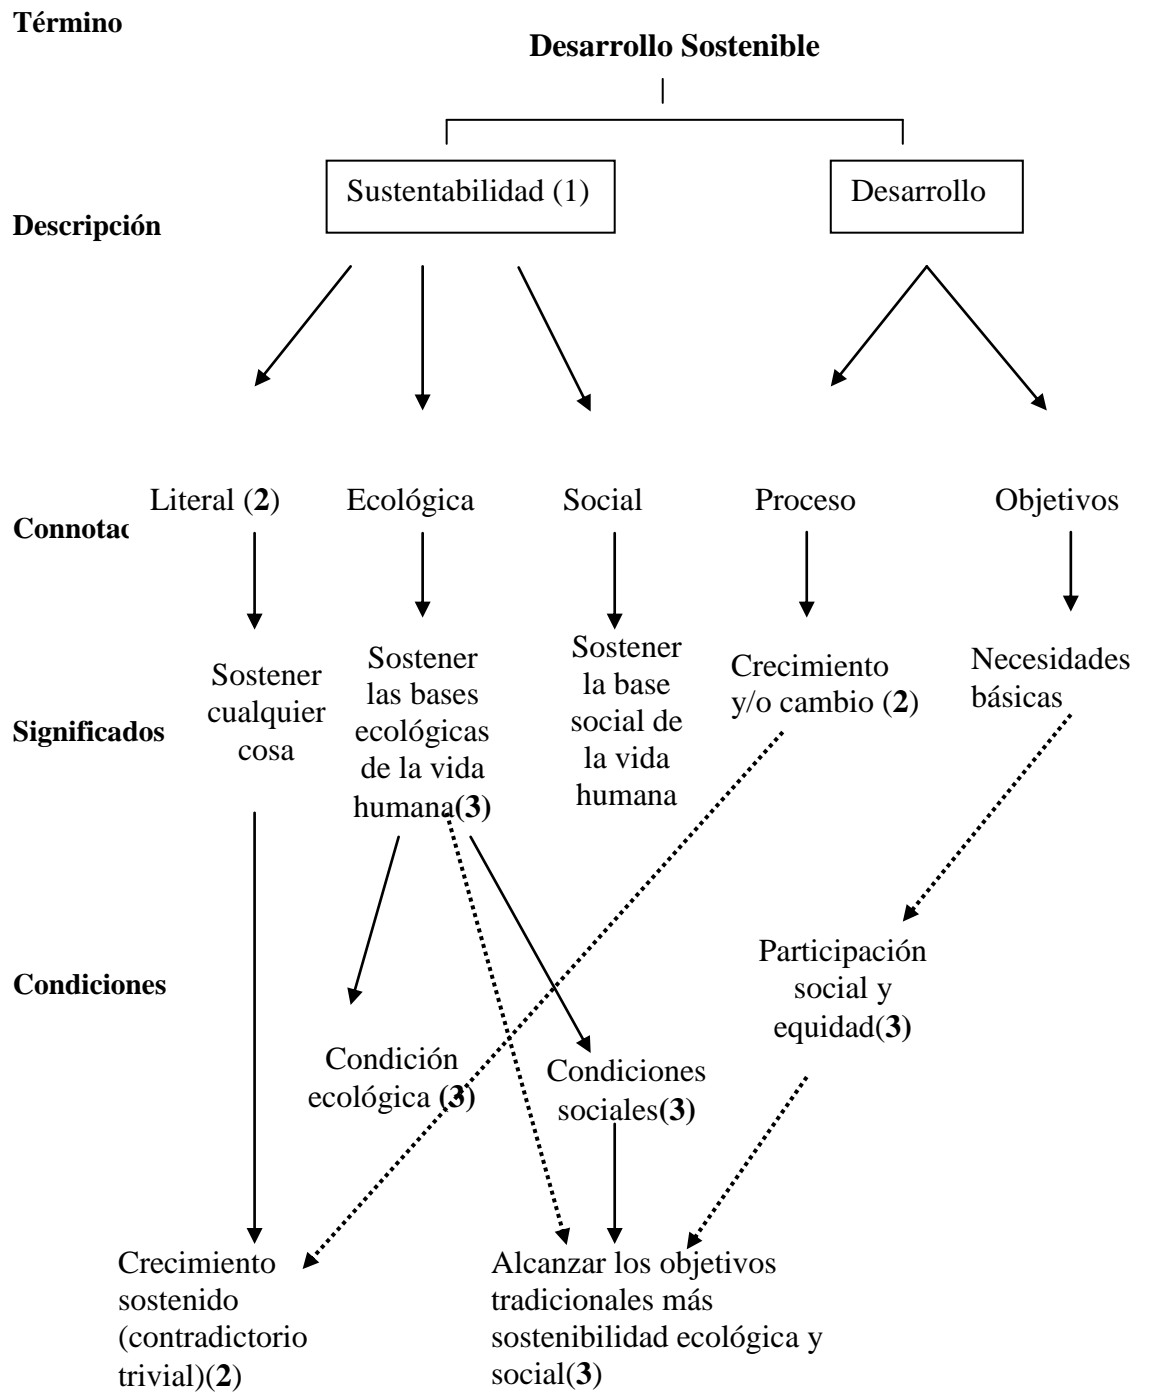 Término
Desarrollo Sostenible
Sustentabilidad (1)
Desarrollo
Descripción
Literal (2)
Ecológica
Social
Proceso
Objetivos
Connotac
Sostener
cualquier
cosa
Sostener
las bases
ecológicas
de la vida
humana(3)
Sostener
la base
social de
la vida
humana
Crecimiento
y/o cambio (2)
Necesidades
básicas
Significados
Participación
social y
equidad(3)
Condiciones
Condición
ecológica (3)
Condiciones
sociales(3)
Crecimiento
sostenido
(contradictorio
trivial)(2)
Alcanzar los objetivos
tradicionales más
sostenibilidad ecológica y
social(3)